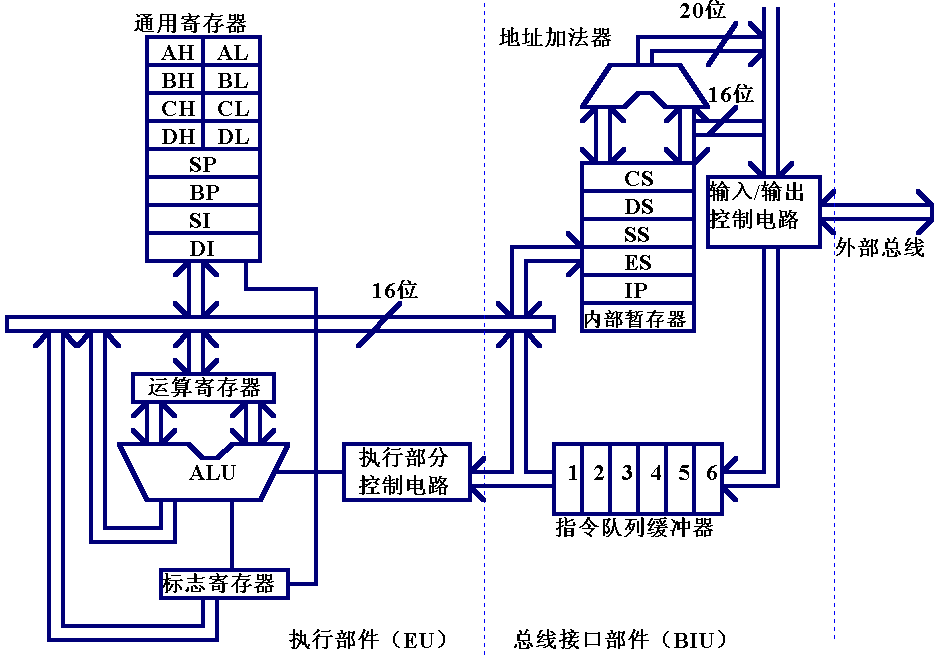 通用寄存器
AH AL
BH BL
CH CL
DH DL
SP
BP
SI
DI
16位
运算寄存器
ALU
执行部分
控制电路
标志寄存器
执行部件（EU）
地址加法器
20位
16位
CS
DS
SS
ES
IP
内部暂存器
输入/输出
控制电路
外部总线
1 2 3 4 5 6
指令队列缓冲器
总线接口部件（BIU）